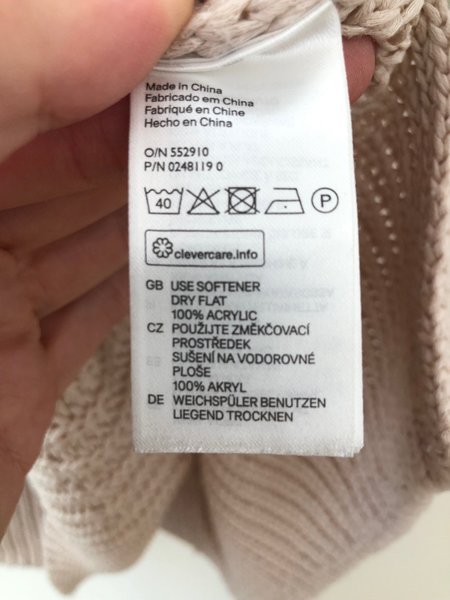 Made in China
Fabricado em China
Fabriqué en Chine
Hecho en China
O/N 552910
P/N 0248119 0
40 P
clevercare.info
GB USE SOFTENER
DRY FLAT
100% ACRYLIC
CZ POUŽIJTE ZMĚKČOVACÍ
PROSTŘEDEK
SUŠENÍ NA VODOROVNÉ
PLOŠE
100% AKRYL
DE WEICHSPÜLER BENUTZEN
LIEGEND TROCKNEN